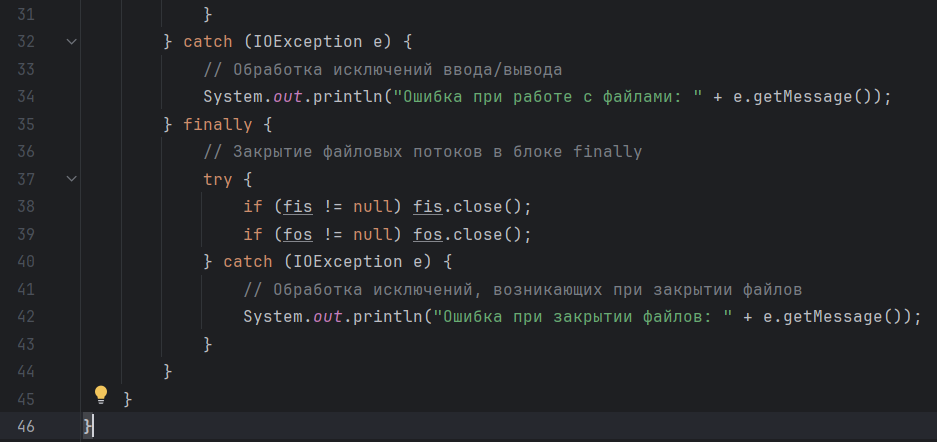 31                 }
32         } catch (IOException e) {
33             // Обработка исключений ввода/вывода
34             System.out.println("Ошибка при работе с файлами: " + e.getMessage());
35         } finally {
36             // Закрытие файловых потоков в блоке finally
37             try {
38                 if (fis != null) fis.close();
39                 if (fos != null) fos.close();
40             } catch (IOException e) {
41                 // Обработка исключений, возникающих при закрытии файлов
42                 System.out.println("Ошибка при закрытии файлов: " + e.getMessage());
43             }
44         }
45     }
46 }